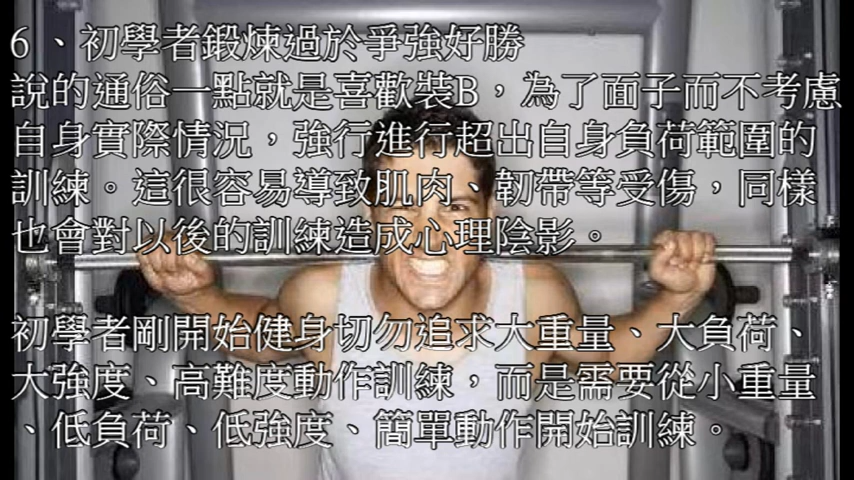 6 、初學者鍛煉過於爭強好勝
說的通俗一點就是喜歡裝B，為了面子而不考慮
自身實際情況，強行進行超出自身負荷範圍的
訓練。這很容易導致肌肉、韌帶等受傷，同樣
也會對以後的訓練造成心理陰影。
初學者剛開始健身切勿追求大重量、大負荷、
大強度、高難度動作訓練，而是需要從小重量
、低負荷、低強度、簡單動作開始訓練。